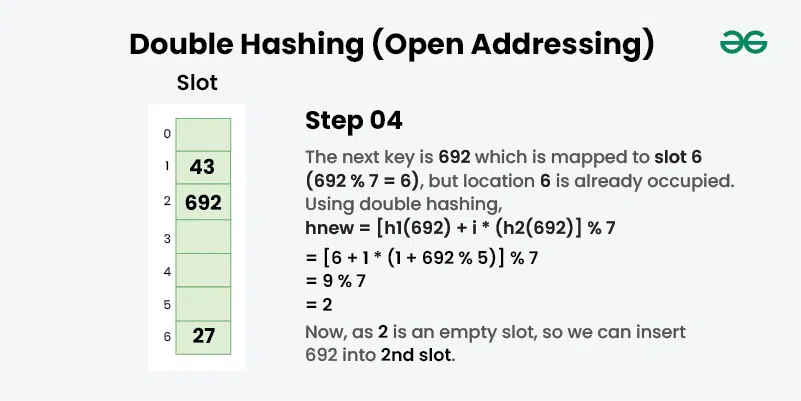 Double Hashing (Open Addressing)
Slot
0
1 43
2 692
3
4
5
6 27
Step 04
The next key is 692 which is mapped to slot 6
(692 % 7 = 6), but location 6 is already occupied.
Using double hashing,
hnew = [h1(692) + i * (h2(692)] % 7
= [6 + 1 * (1 + 692 % 5)] % 7
= 9 % 7
= 2
Now, as 2 is an empty slot, so we can insert
692 into 2nd slot.